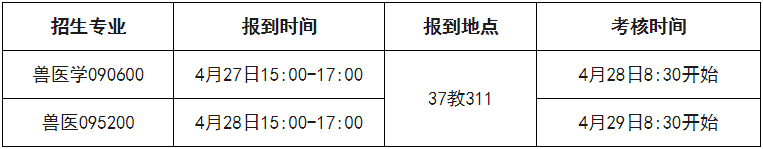 招生专业 报到时间 报到地点 考核时间
兽医学090600 4月27日15:00-17:00 37教311 4月28日8:30开始
兽医095200 4月28日15:00-17:00 4月29日8:30开始